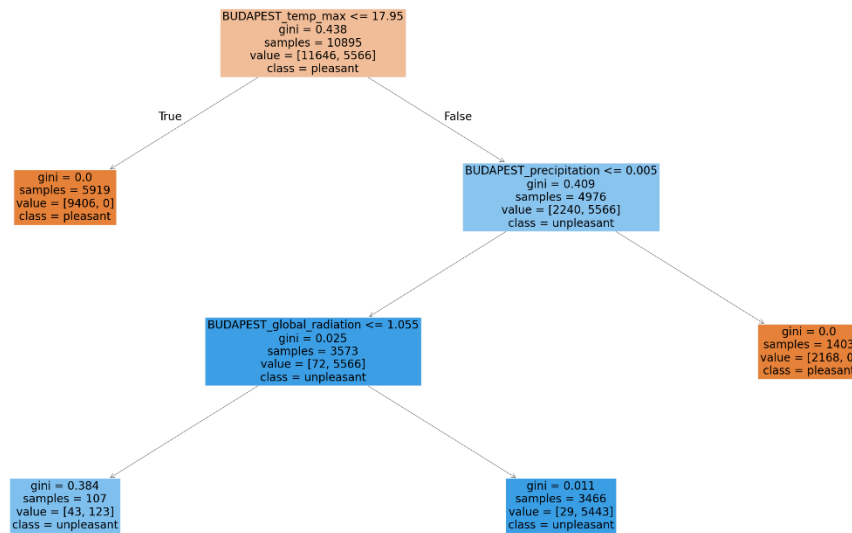 BUDAPEST_temp_max <= 17.95
gini = 0.438
samples = 10895
value = [11646, 5566]
class = pleasant
True
False
gini = 0.0
samples = 5919
value = [9406, 0]
class = pleasant
BUDAPEST_precipitation <= 0.005
gini = 0.409
samples = 4976
value = [2240, 5566]
class = unpleasant
BUDAPEST_global_radiation <= 1.055
gini = 0.025
samples = 3573
value = [72, 5566]
class = unpleasant
gini = 0.0
samples = 1403
value = [2168, 0
class = pleasant
gini = 0.384
samples = 107
value = [43, 123]
class = unpleasant
gini = 0.011
samples = 3466
value = [29, 5443]
class = unpleasant